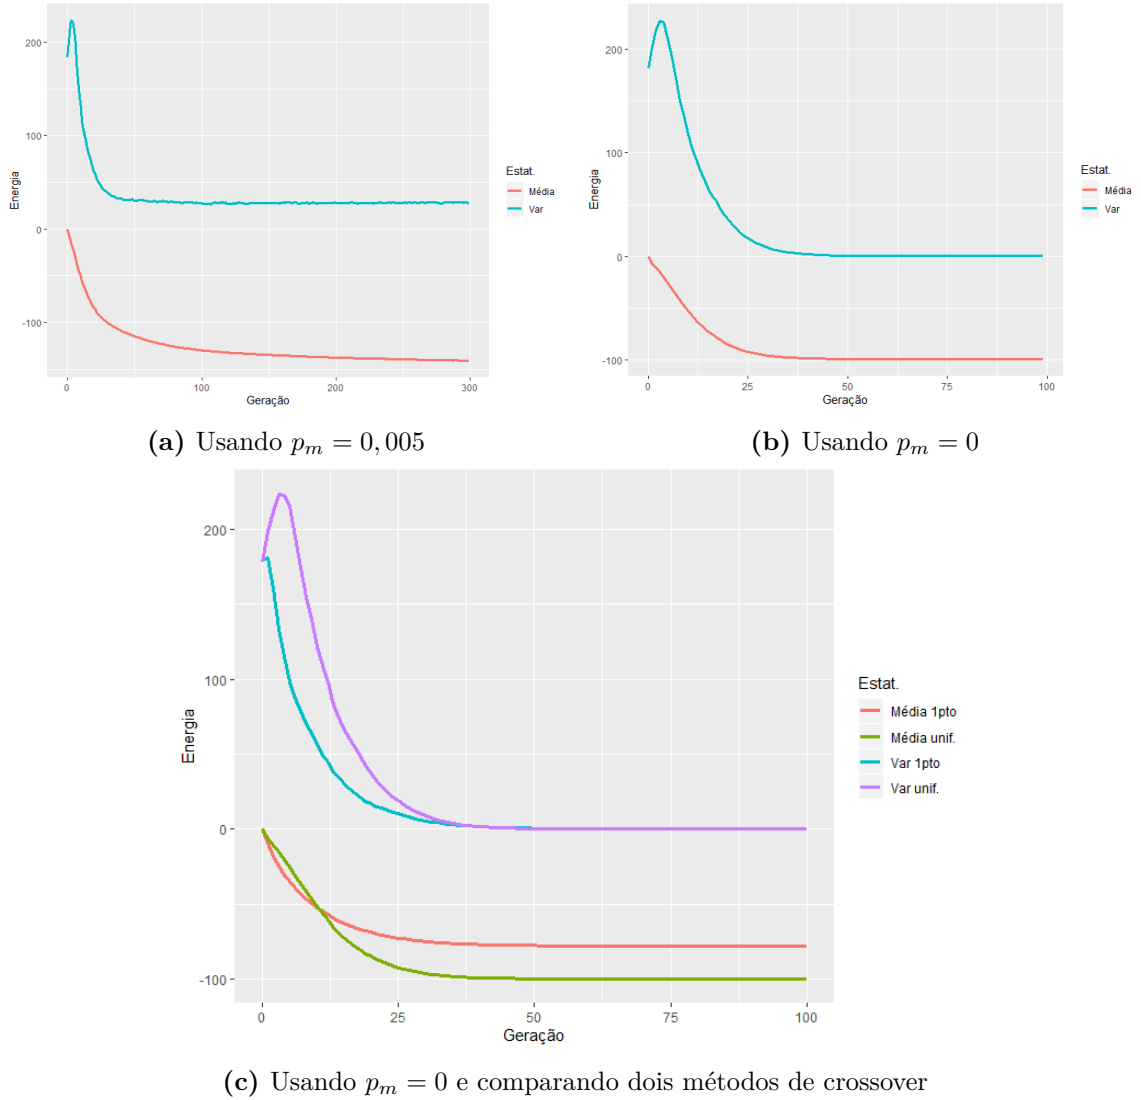 200
100
0
-100
Energia
0
100
200
300
Geração
Estat.
Média
Var
(a) Usando p_m = 0,005
200
100
0
-100
Energia
0
25
50
75
100
Geração
Estat.
Média
Var
(b) Usando p_m = 0
200
100
0
-100
Energia
0
25
50
75
100
Geração
Estat.
Média 1pto
Média unif.
Var 1pto
Var unif.
(c) Usando p_m = 0 e comparando dois métodos de crossover